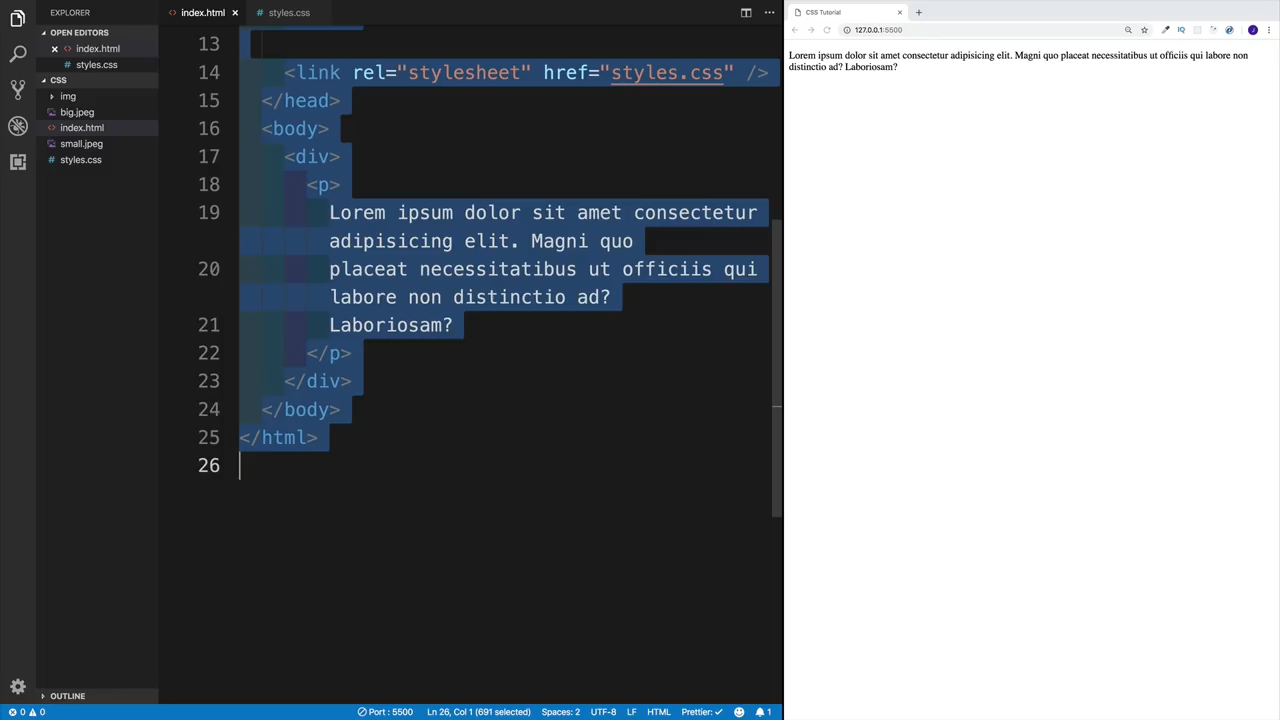 EXPLORER
OPEN EDITORS
index.html
styles.css
CSS
img
big.jpeg
index.html
small.jpeg
styles.css
OUTLINE
index.html
styles.css
13
14 <link rel="stylesheet" href="styles.css" />
15 </head>
16 <body>
17 <div>
18 <p>
19 Lorem ipsum dolor sit amet consectetur
adipisicing elit. Magni quo
20 placeat necessitatibus ut officiis qui
labore non distinctio ad?
21 Laboriosam?
22 </p>
23 </div>
24 </body>
25 </html>
26
0 0 Port : 5500 Ln 26, Col 1 (691 selected) Spaces: 2 UTF-8 LF HTML Prettier: ✓ 1
CSS Tutorial
127.0.0.1:5500
IQ
J
Lorem ipsum dolor sit amet consectetur adipisicing elit. Magni quo placeat necessitatibus ut officiis qui labore non
distinctio ad? Laboriosam?